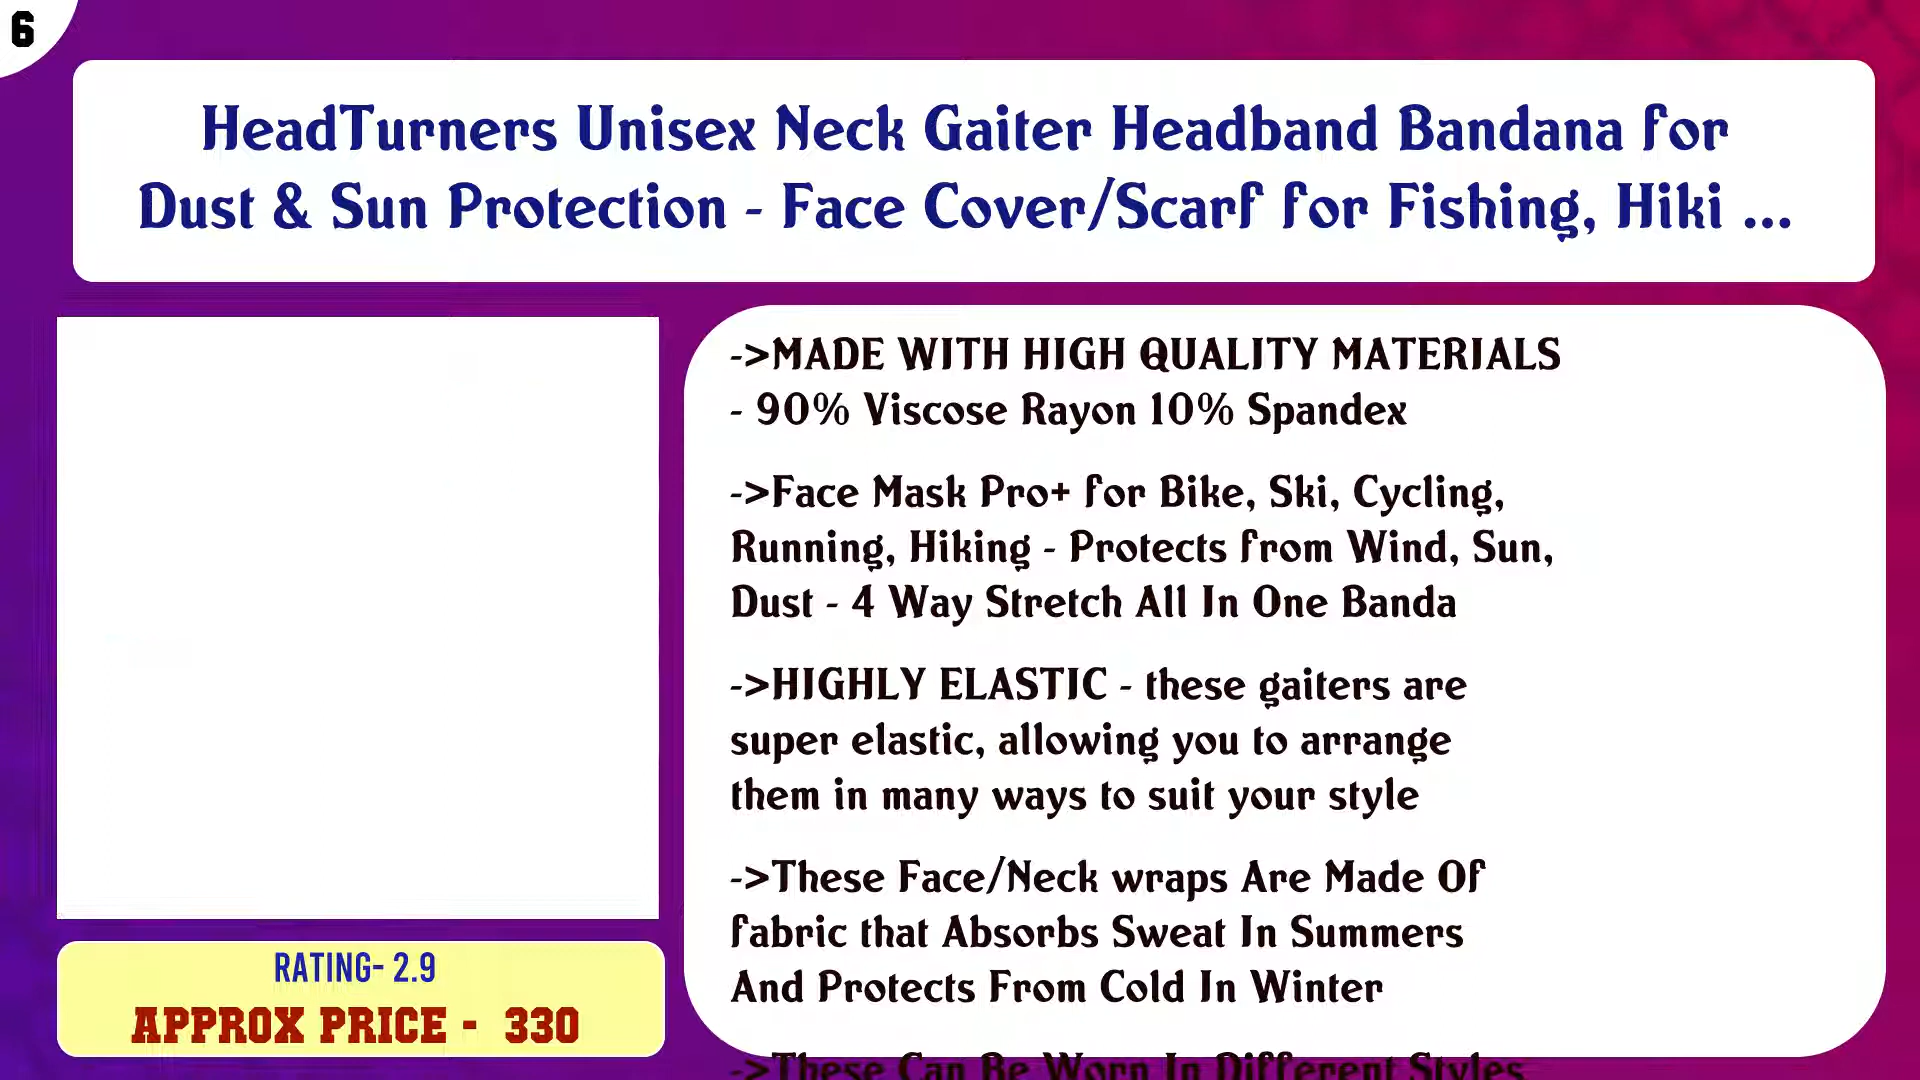 6
HeadTurners Unisex Neck Gaiter Headband Bandana for
Dust & Sun Protection - Face Cover/Scarf for Fishing, Hiki ...
->MADE WITH HIGH QUALITY MATERIALS
- 90% Viscose Rayon 10% Spandex
->Face Mask Pro+ for Bike, Ski, Cycling,
Running, Hiking - Protects from Wind, Sun,
Dust - 4 Way Stretch All In One Banda
->HIGHLY ELASTIC - these gaiters are
super elastic, allowing you to arrange
them in many ways to suit your style
->These Face/Neck wraps Are Made Of
fabric that Absorbs Sweat In Summers
And Protects From Cold In Winter
->These Can Be Worn In Different Styles
RATING- 2.9
APPROX PRICE - 330